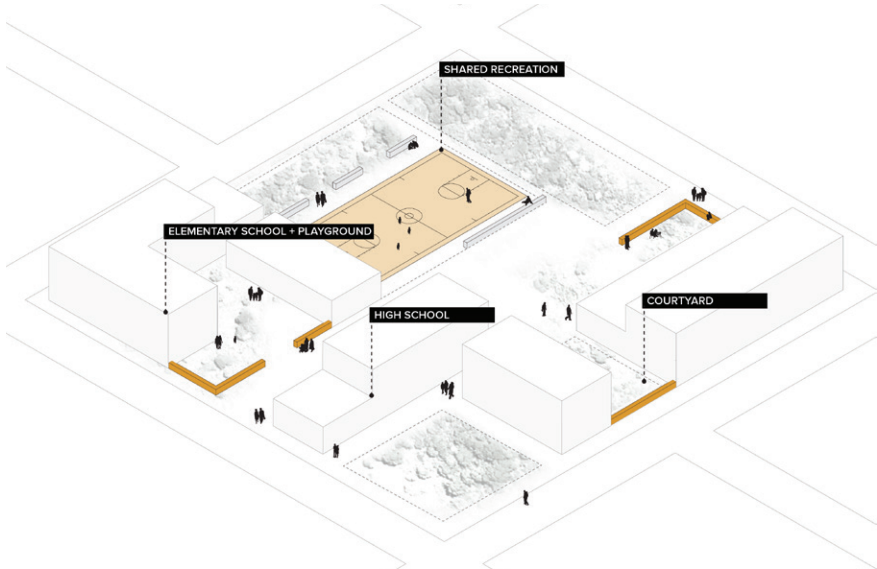 SHARED RECREATION
ELEMENTARY SCHOOL + PLAYGROUND
COURTYARD
HIGH SCHOOL